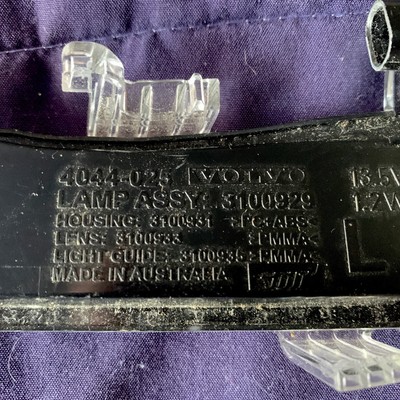 4044-025 VOLVO 13.5V
LAMP ASSY: 3100929 1.2W
HOUSING: 3100931 >PC+ABS<
LENS: 3100933 >PMMA<
LIGHT GUIDE: 3100935 >PMMA<
MADE IN AUSTRALIA
L